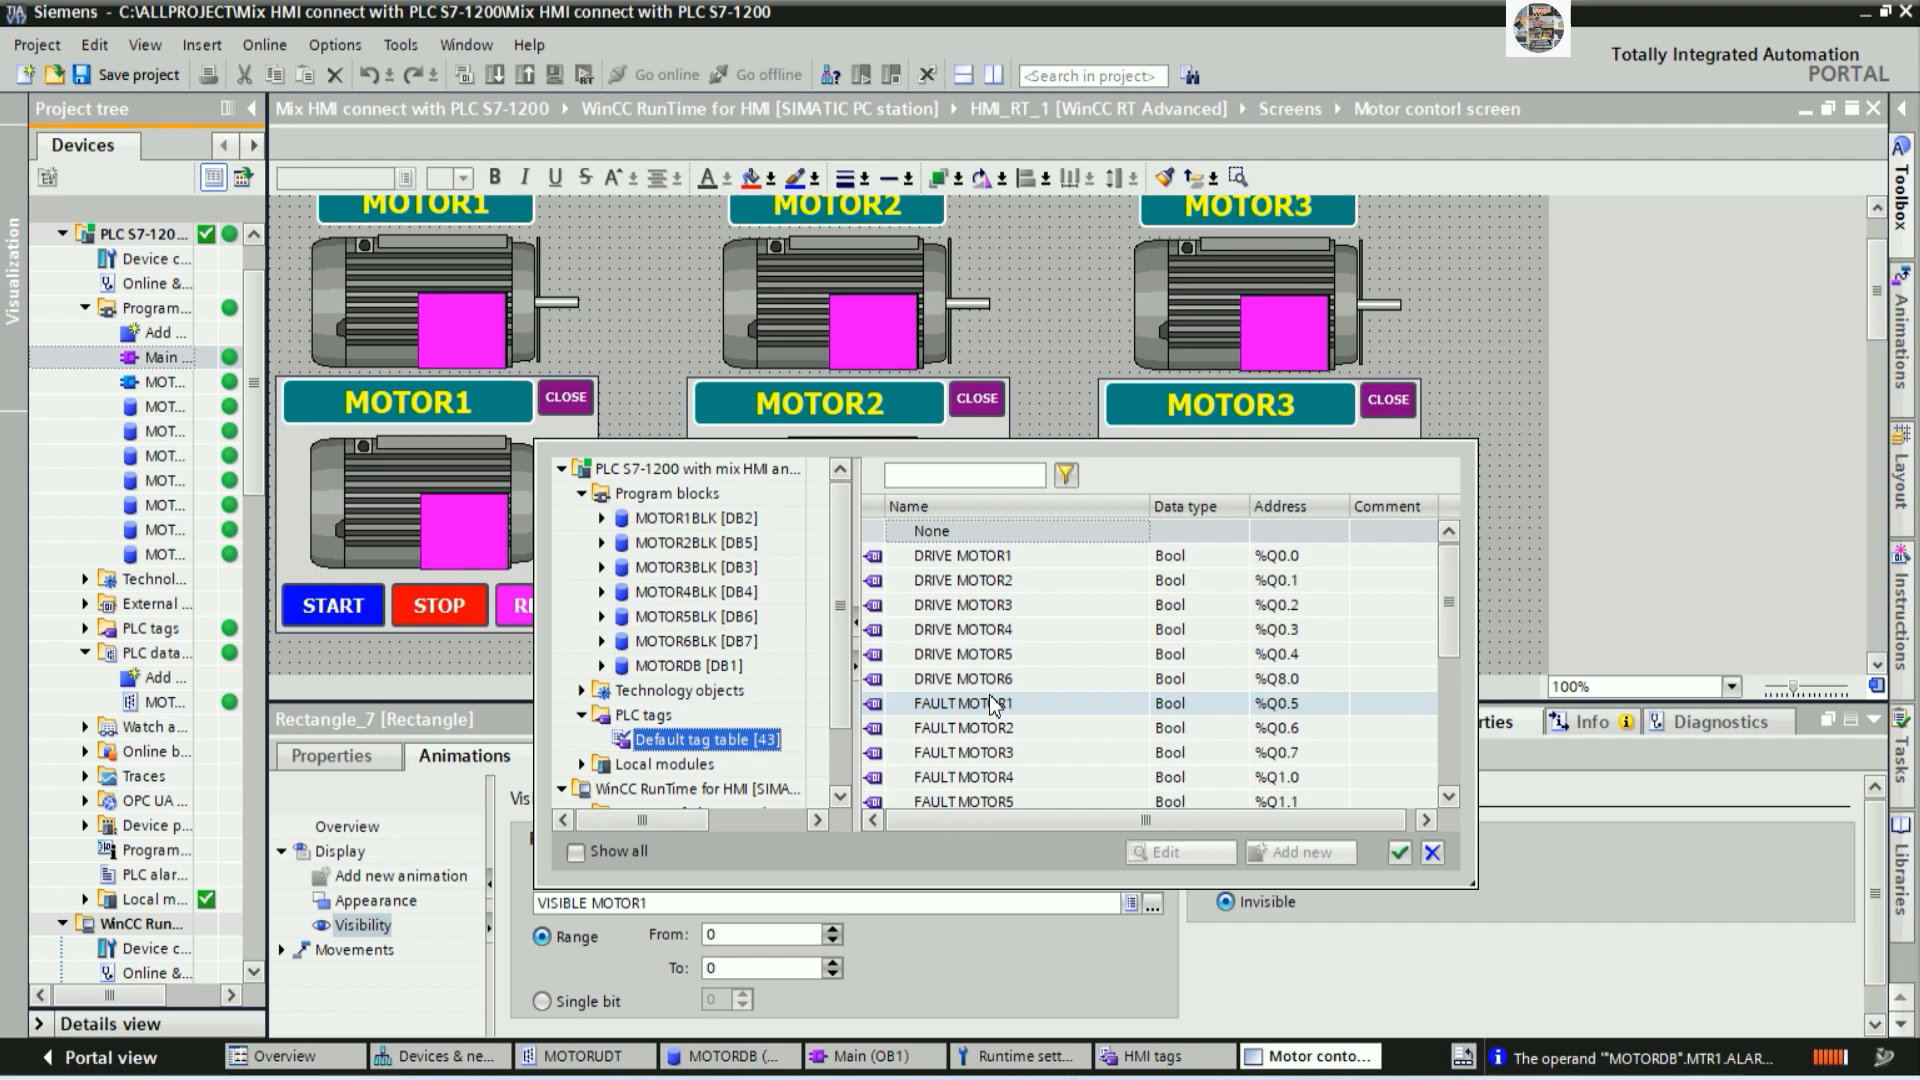 Siemens - C:\ALLPROJECT\Mix HMI connect with PLC S7-1200\Mix HMI connect with PLC S7-1200
Project Edit View Insert Online Options Tools Window Help
Totally Integrated Automation
PORTAL
Save project
Go online
Go offline
<Search in project>
Project tree
Mix HMI connect with PLC S7-1200 WinCC RunTime for HMI [SIMATIC PC station] HMI_RT_1 [WinCC RT Advanced] Screens Motor contorl screen
Devices
Visualization
PLC S7-120...
Device c...
Online &...
Program...
Add ...
Main ...
MOT...
MOT...
MOT...
MOT...
MOT...
MOT...
MOT...
MOT...
Technol...
External ...
PLC tags
PLC data...
Add ...
MOT...
Watch a...
Online b...
Traces
OPC UA ...
Device p...
Program...
PLC alar...
Local m...
WinCC Run...
Device c...
Online &...
Details view
B I U S
MOTOR1 MOTOR2 MOTOR3
MOTOR1 CLOSE MOTOR2 CLOSE MOTOR3 CLOSE
START STOP
PLC S7-1200 with mix HMI an...
Program blocks
MOTOR1BLK [DB2]
MOTOR2BLK [DB5]
MOTOR3BLK [DB3]
MOTOR4BLK [DB4]
MOTOR5BLK [DB6]
MOTOR6BLK [DB7]
MOTORDB [DB1]
Technology objects
PLC tags
Default tag table [43]
Local modules
WinCC RunTime for HMI [SIMA...
Name Data type Address Comment
None
DRIVE MOTOR1 Bool %Q0.0
DRIVE MOTOR2 Bool %Q0.1
DRIVE MOTOR3 Bool %Q0.2
DRIVE MOTOR4 Bool %Q0.3
DRIVE MOTOR5 Bool %Q0.4
DRIVE MOTOR6 Bool %Q8.0
FAULT MOTOR1 Bool %Q0.5
FAULT MOTOR2 Bool %Q0.6
FAULT MOTOR3 Bool %Q0.7
FAULT MOTOR4 Bool %Q1.0
FAULT MOTOR5 Bool %Q1.1
Show all
Edit
Add new
100%
Rectangle_7 [Rectangle]
Info
Diagnostics
Properties
Animations
Overview
Display
Add new animation
Appearance
Visibility
Movements
VISIBLE MOTOR1
Range From: 0
To: 0
Single bit 0
Invisible
Toolbox
Animations
Layout
Instructions
Tasks
Libraries
Portal view
Overview
Devices & ne...
MOTORUDT
MOTORDB (...
Main (OB1)
Runtime sett...
HMI tags
Motor conto...
The operand '"MOTORDB".MTR1.ALAR...